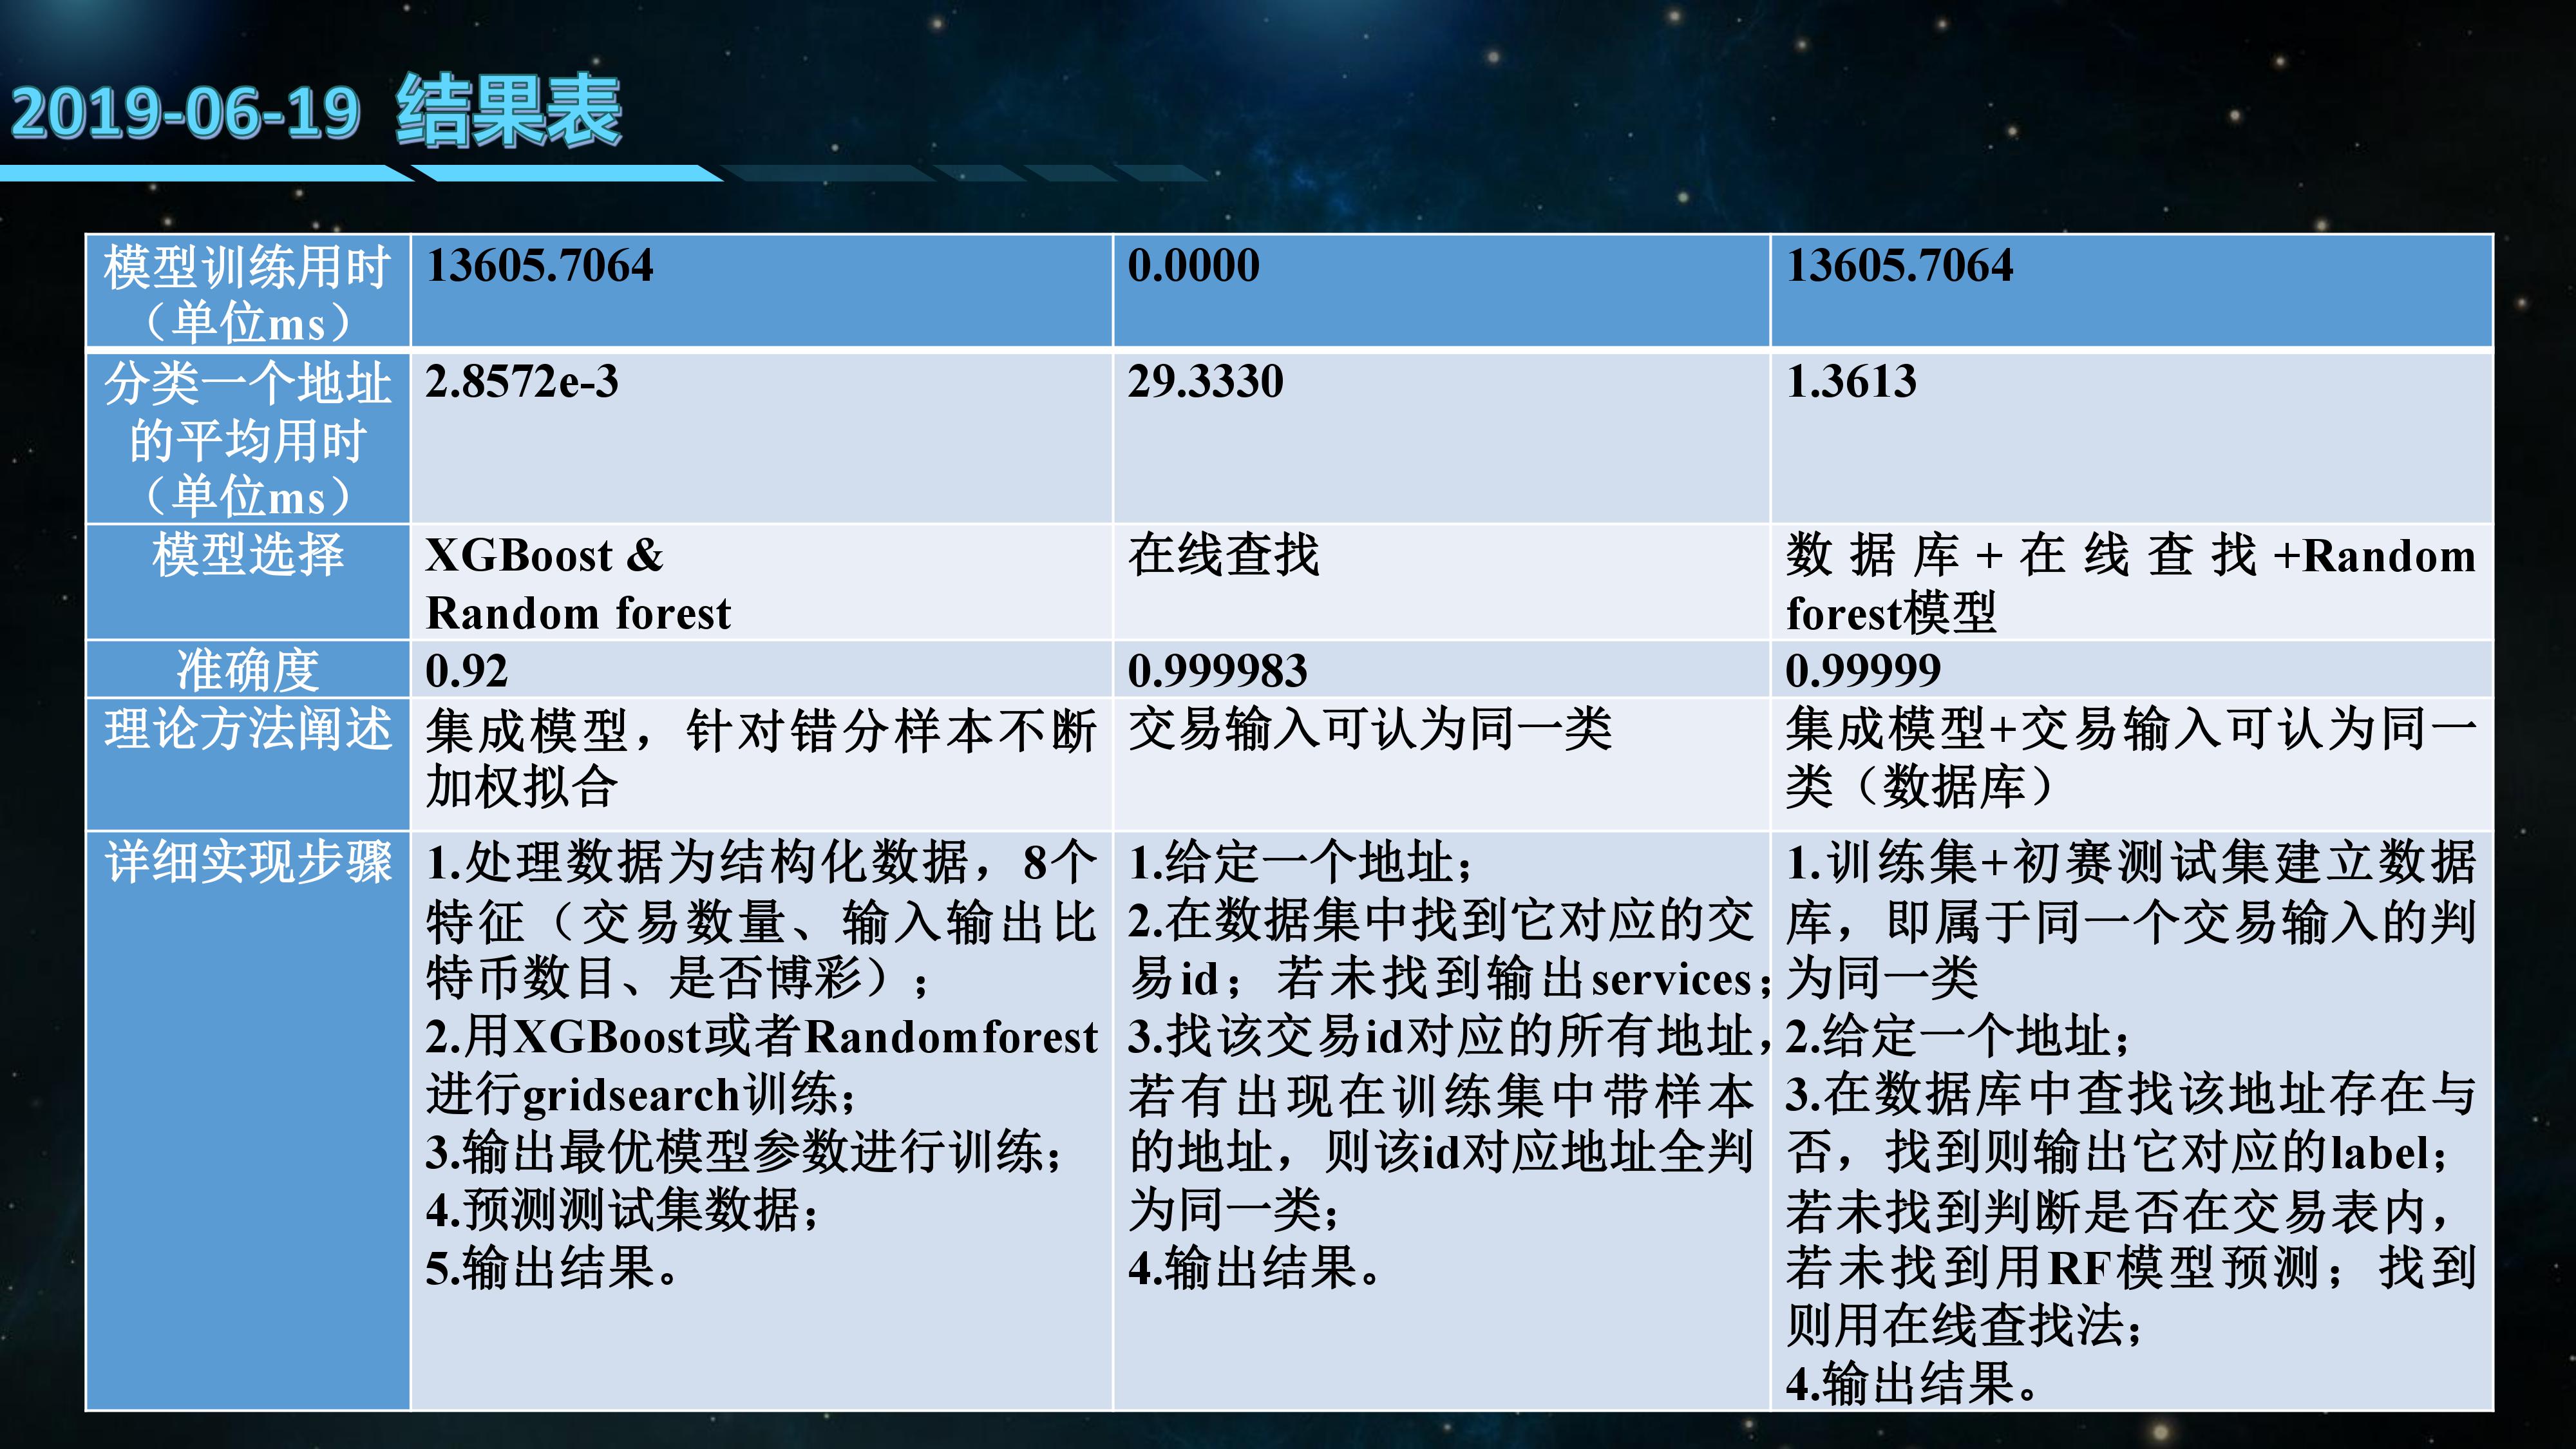 2019-06-19 结果表
模型训练用时
（单位ms）
13605.7064
0.0000
13605.7064
分类一个地址
的平均用时
（单位ms）
2.8572e-3
29.3330
1.3613
模型选择
XGBoost &
Random forest
在线查找
数据库+在线查找+Random
forest模型
准确度
0.92
0.999983
0.99999
理论方法阐述
集成模型，针对错分样本不断
加权拟合
交易输入可认为同一类
集成模型+交易输入可认为同一
类（数据库）
详细实现步骤
1.处理数据为结构化数据，8个
特征（交易数量、输入输出比
特币数目、是否博彩）；
2.用XGBoost或者Randomforest
进行gridsearch训练；
3.输出最优模型参数进行训练；
4.预测测试集数据；
5.输出结果。
1.给定一个地址；
2.在数据集中找到它对应的交
易id；若未找到输出services；
3.找该交易id对应的所有地址，
若有出现在训练集中带样本
的地址，则该id对应地址全判
为同一类；
4.输出结果。
1.训练集+初赛测试集建立数据
库，即属于同一个交易输入的判
为同一类
2.给定一个地址；
3.在数据库中查找该地址存在与
否，找到则输出它对应的label；
若未找到判断是否在交易表内，
若未找到用RF模型预测；找到
则用在线查找法；
4.输出结果。